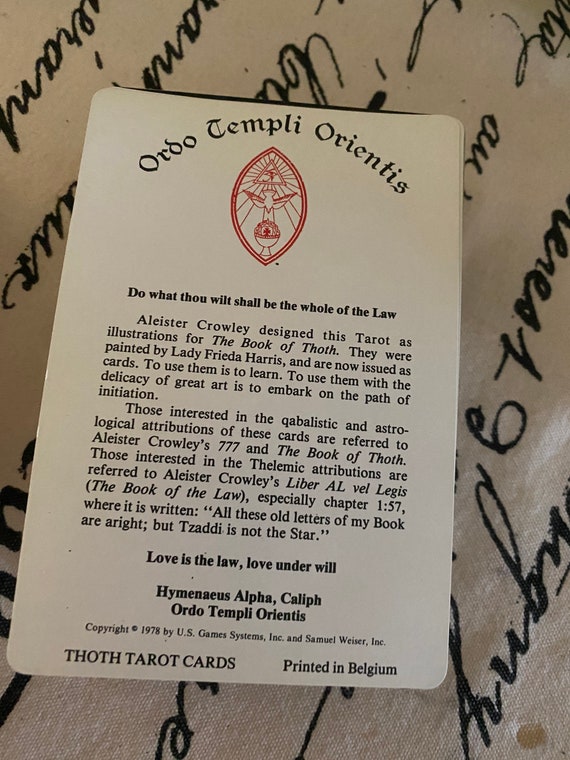 Ordo Templi Orientis
Do what thou wilt shall be the whole of the Law
Aleister Crowley designed this Tarot as
illustrations for The Book of Thoth. They were
painted by Lady Frieda Harris, and are now issued as
cards. To use them is to learn. To use them with the
delicacy of great art is to embark on the path of
initiation.
Those interested in the qabalistic and astro-
logical attributions of these cards are referred to
Aleister Crowley's 777 and The Book of Thoth.
Those interested in the Thelemic attributions are
referred to Aleister Crowley's Liber AL vel Legis
(The Book of the Law), especially chapter 1:57,
where it is written: "All these old letters of my Book
are aright; but Tzaddi is not the Star."
Love is the law, love under will
Hymenaeus Alpha, Caliph
Ordo Templi Orientis
Copyright © 1978 by U.S. Games Systems, Inc. and Samuel Weiser, Inc.
THOTH TAROT CARDS Printed in Belgium